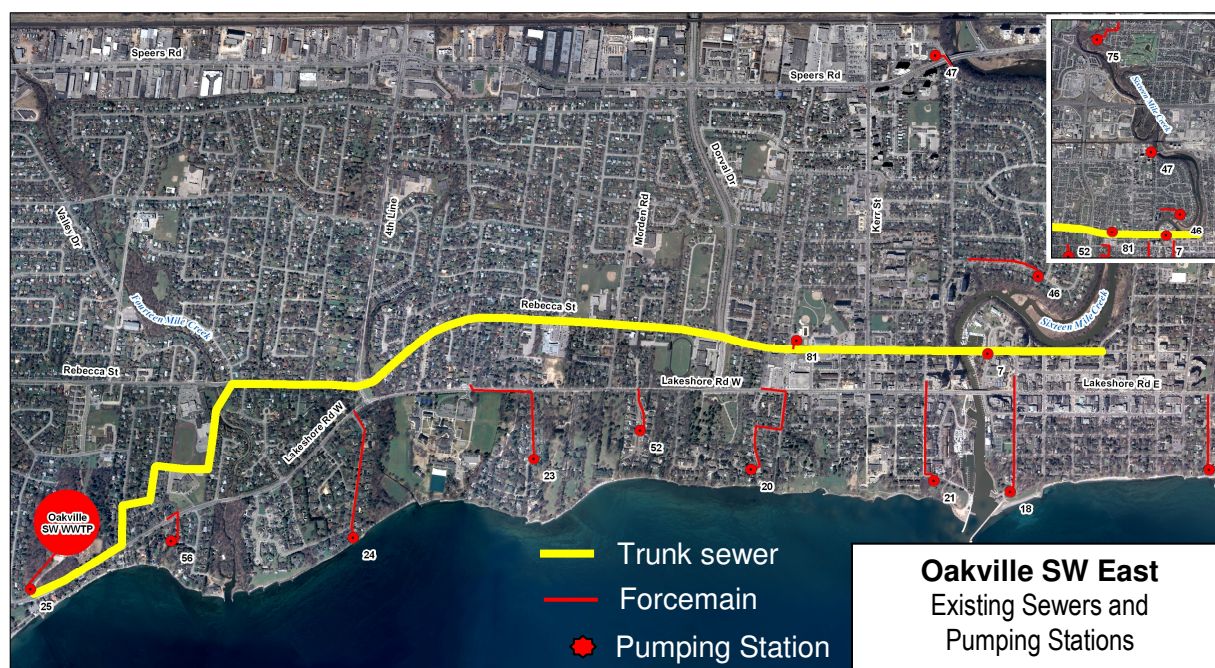 Speers Rd
Speers Rd
47
75
Sixteen Mile Creek
47
46
81
52
7
Valley Dr
4th Line
Morden Rd
Dorval Dr
Kerr St
46
Sixteen Mile Creek
Fourteen Mile Creek
Rebecca St
81
7
Rebecca St
Lakeshore Rd W
Lakeshore Rd E
Lakeshore Rd W
52
23
20
21
18
Oakville
SW WWTP
56
24
25
Trunk sewer
Forcemain
Pumping Station
Oakville SW East
Existing Sewers and
Pumping Stations